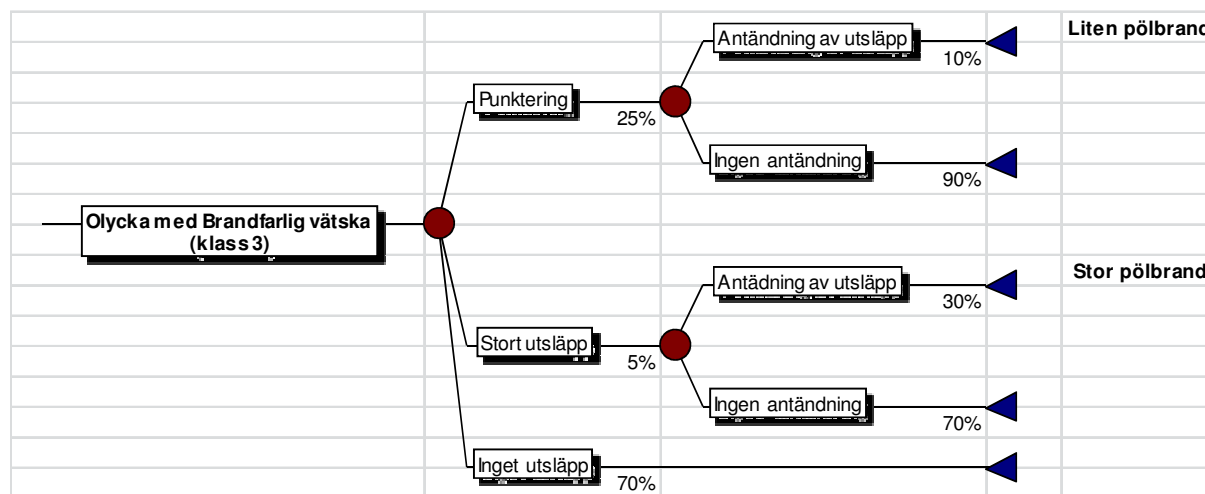 Antändning av utsläpp
10%
Liten pölbrand
Punktering
25%
Ingen antändning
90%
Olycka med Brandfarlig vätska
(klass 3)
Antädning av utsläpp
30%
Stor pölbrand
Stort utsläpp
5%
Ingen antändning
70%
Inget utsläpp
70%